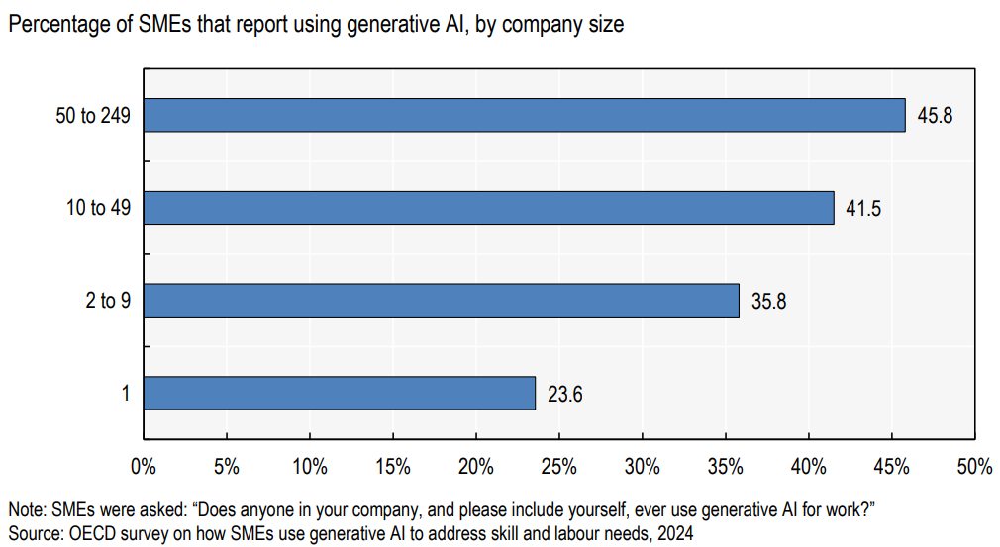 Percentage of SMEs that report using generative AI, by company size
50 to 249
45.8
10 to 49
41.5
2 to 9
35.8
1
23.6
0% 5% 10% 15% 20% 25% 30% 35% 40% 45% 50%
Note: SMEs were asked: “Does anyone in your company, and please include yourself, ever use generative AI for work?”
Source: OECD survey on how SMEs use generative AI to address skill and labour needs, 2024